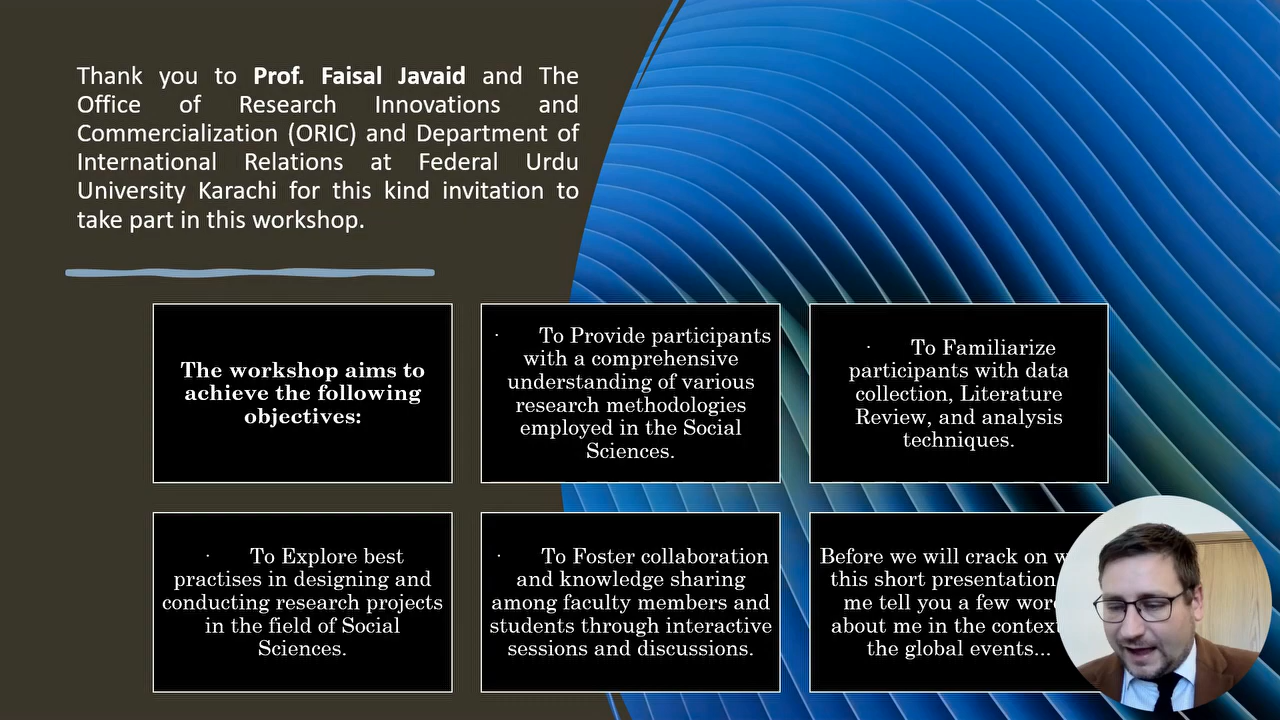 Thank you to Prof. Faisal Javaid and The
Office of Research Innovations and
Commercialization (ORIC) and Department of
International Relations at Federal Urdu
University Karachi for this kind invitation to
take part in this workshop.
The workshop aims to
achieve the following
objectives:
· To Provide participants
with a comprehensive
understanding of various
research methodologies
employed in the Social
Sciences.
· To Familiarize
participants with data
collection, Literature
Review, and analysis
techniques.
· To Explore best
practises in designing and
conducting research projects
in the field of Social
Sciences.
· To Foster collaboration
and knowledge sharing
among faculty members and
students through interactive
sessions and discussions.
Before we will crack on
this short presentation
me tell you a few
about me in the context
the global events...